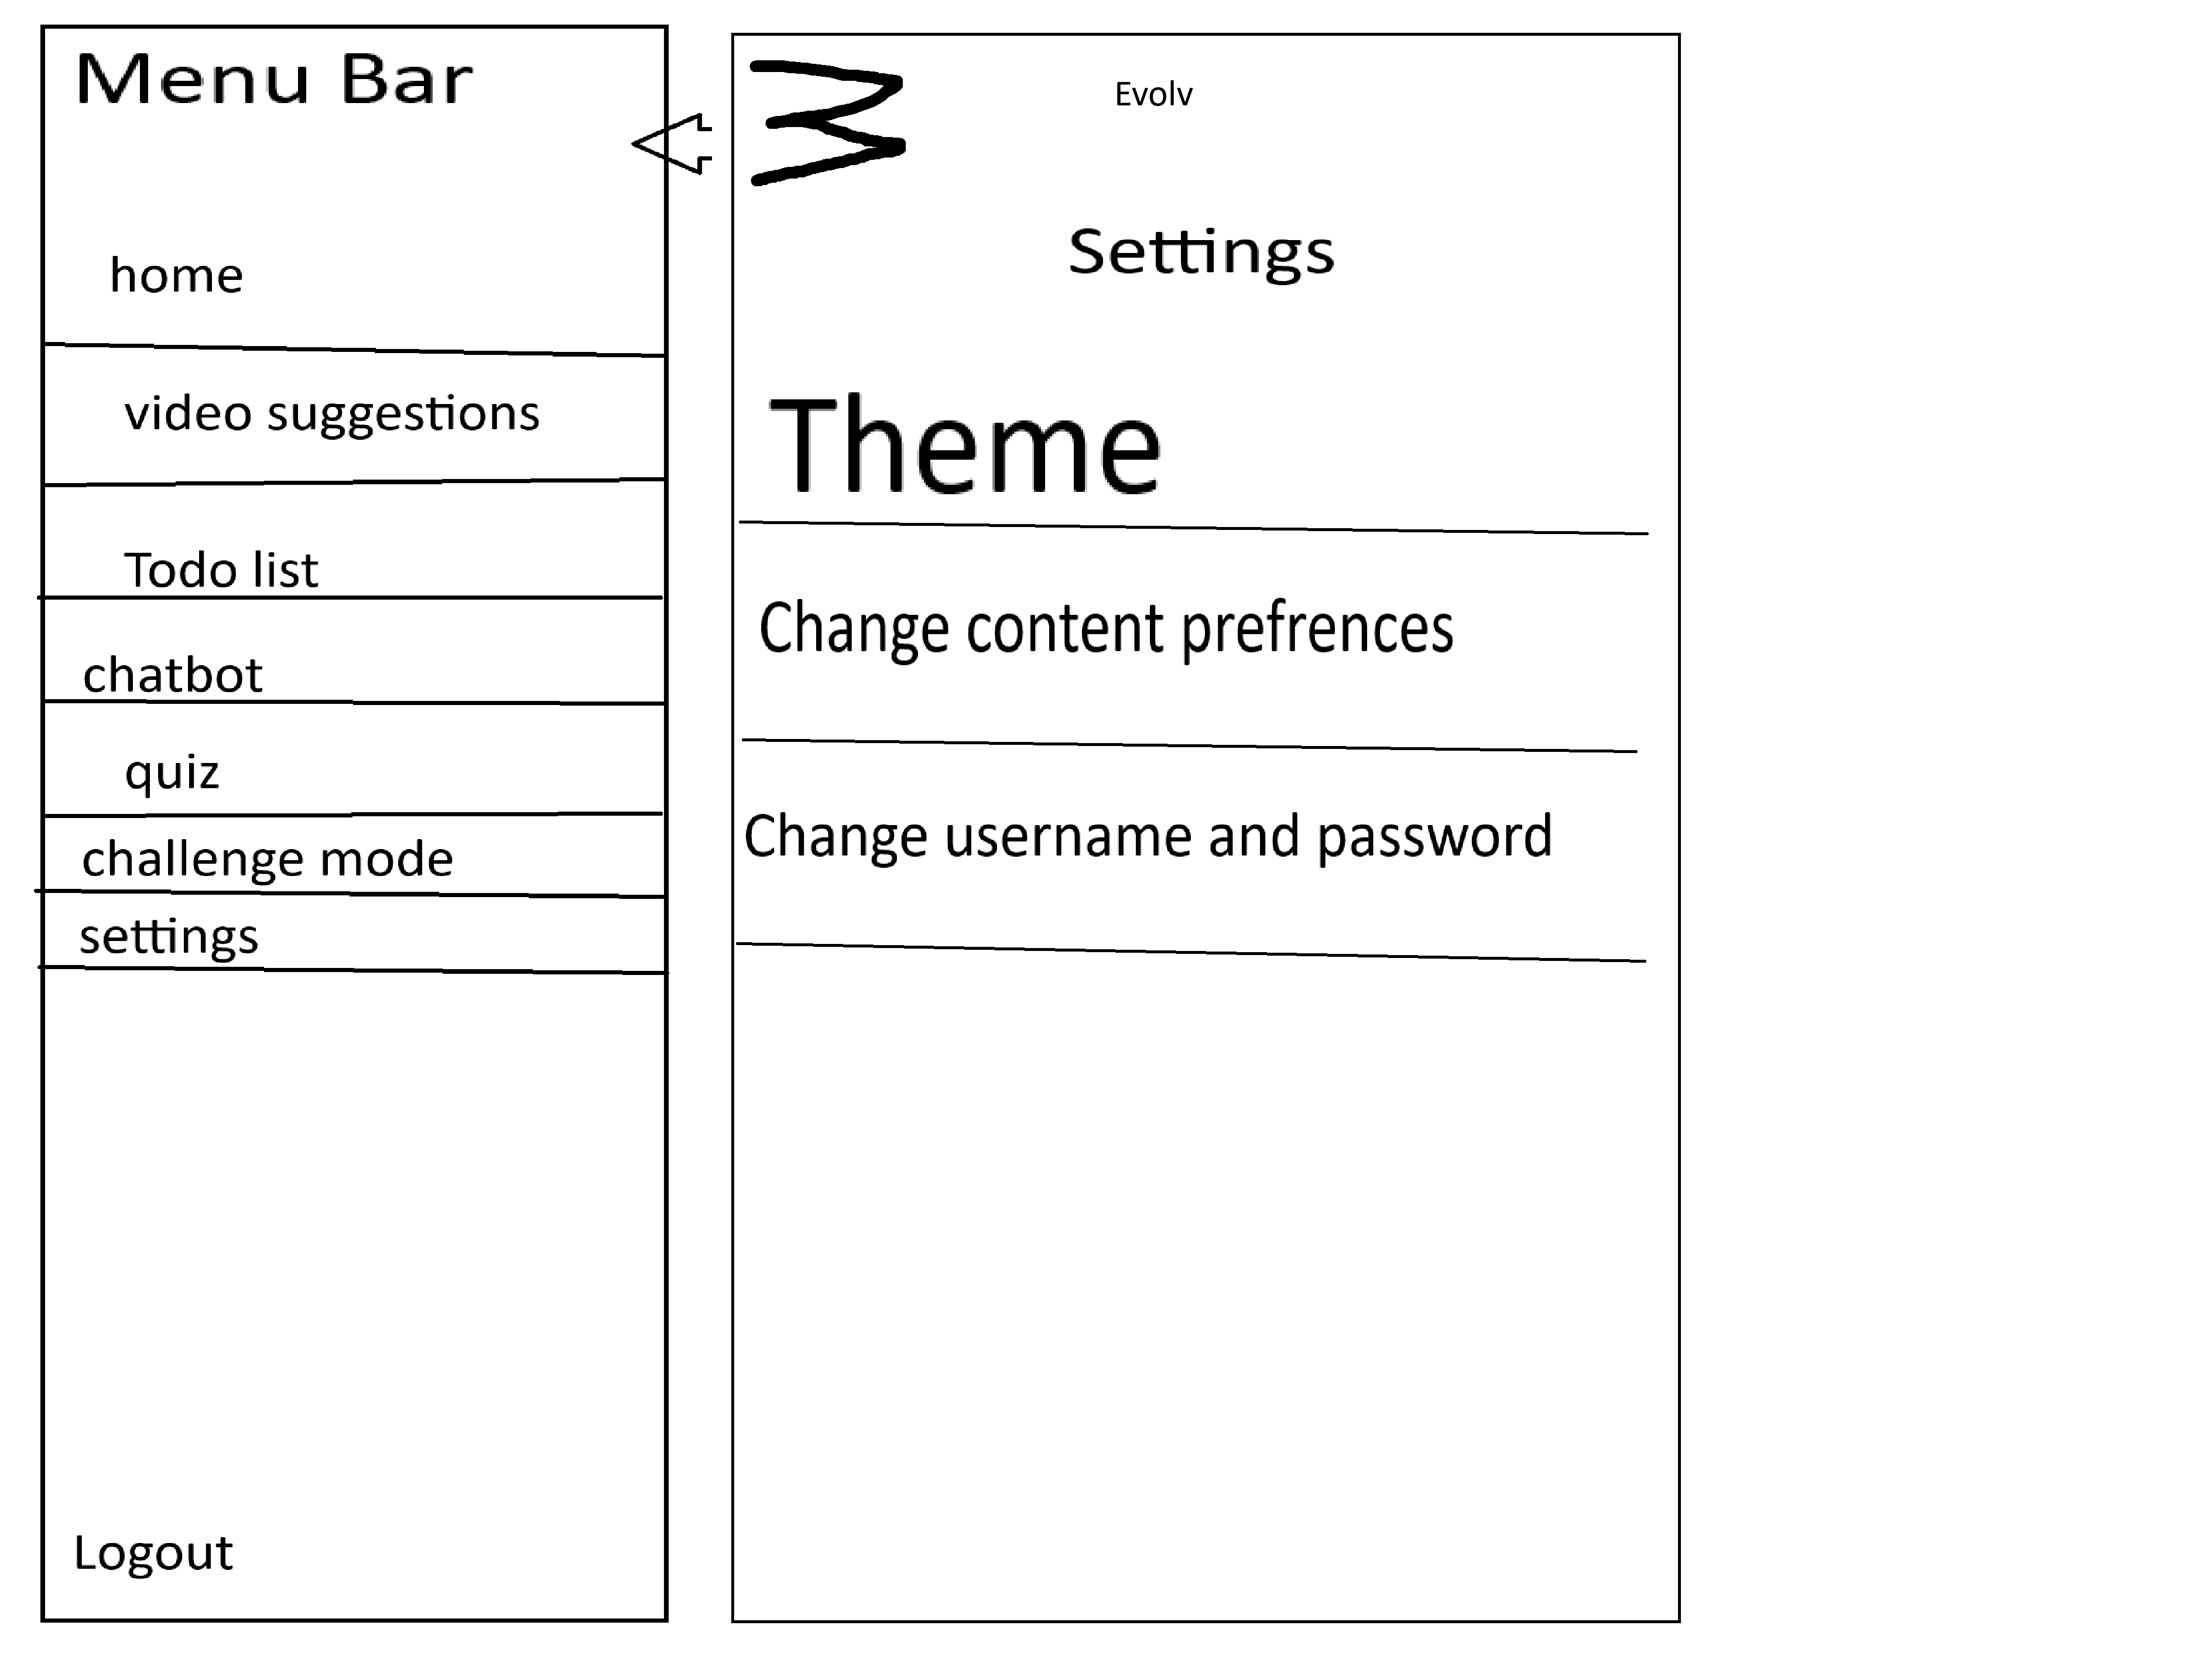 Menu Bar
home
video suggestions
Todo list
chatbot
quiz
challenge mode
settings
Logout
Evolv
Settings
Theme
Change content prefrences
Change username and password